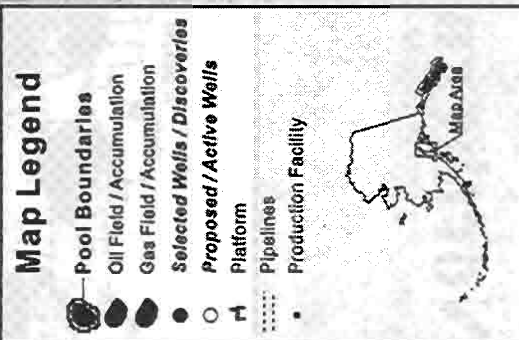 Map Legend
Pool Boundaries
Oil Field / Accumulation
Gas Field / Accumulation
Selected Wells / Discoveries
Proposed / Active Wells
Platform
Pipelines
Production Facility
Map Area